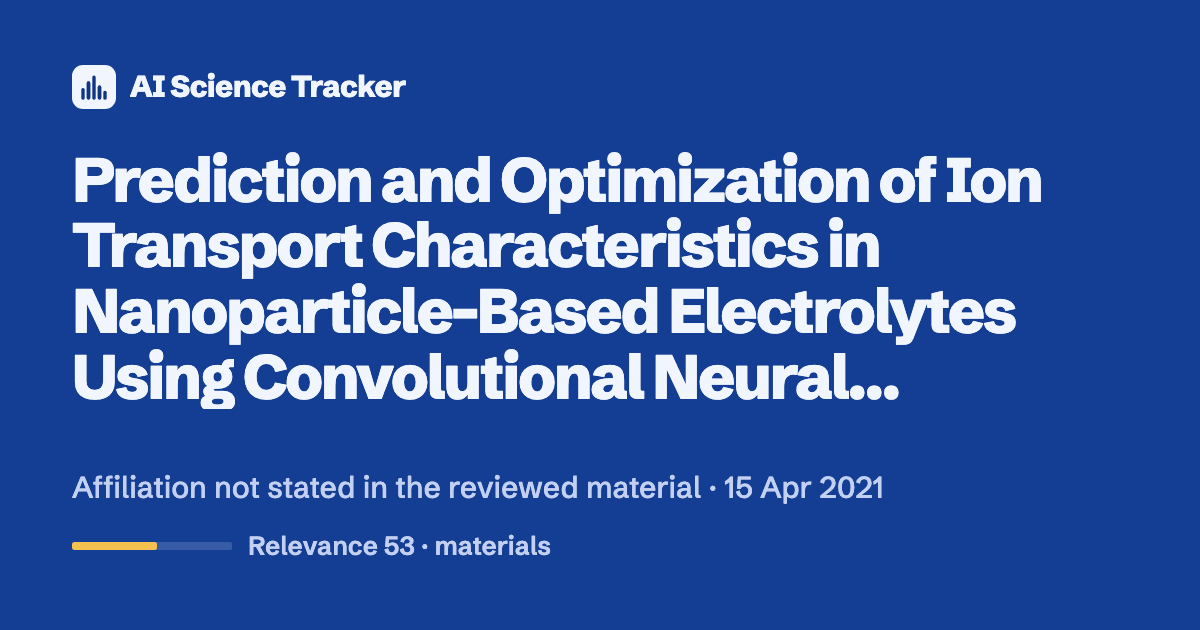 AI Science Tracker
Prediction and Optimization of Ion
Transport Characteristics in
Nanoparticle-Based Electrolytes
Using Convolutional Neural...
Affiliation not stated in the reviewed material · 15 Apr 2021
Relevance 53 · materials